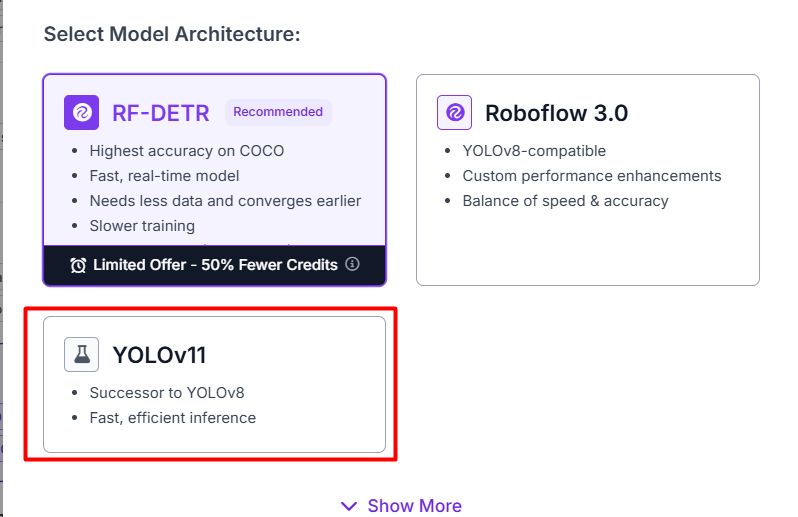 Select Model Architecture:
RF-DETR
Recommended
Highest accuracy on COCO
Fast, real-time model
Needs less data and converges earlier
Slower training
Limited Offer - 50% Fewer Credits
Roboflow 3.0
YOLOv8-compatible
Custom performance enhancements
Balance of speed & accuracy
YOLOv11
Successor to YOLOv8
Fast, efficient inference
Show More